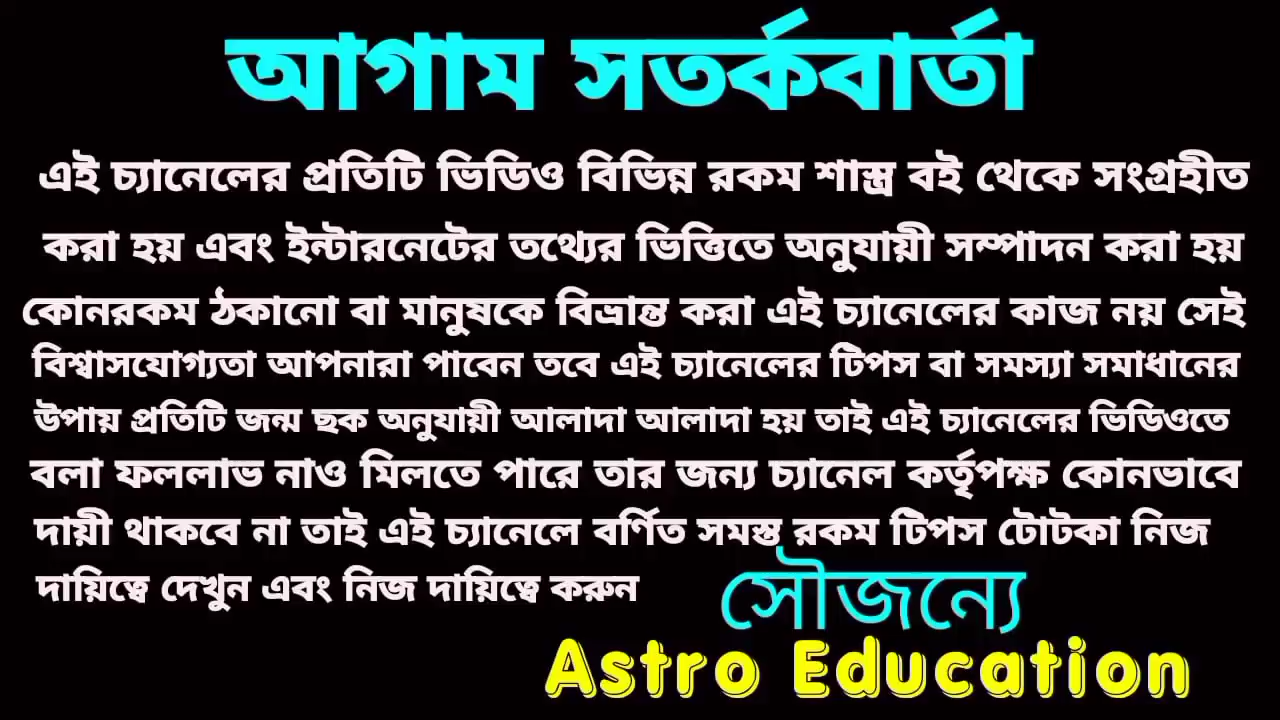 আগাম সতর্কবার্তা
এই চ্যানেলের প্রতিটি ভিডিও বিভিন্ন রকম শাস্ত্র বই থেকে সংগ্রহীত
করা হয় এবং ইন্টারনেটের তথ্যের ভিত্তিতে অনুযায়ী সম্পাদন করা হয়
কোনরকম ঠকানো বা মানুষকে বিভ্রান্ত করা এই চ্যানেলের কাজ নয় সেই
বিশ্বাসযোগ্যতা আপনারা পাবেন তবে এই চ্যানেলের টিপস বা সমস্যা সমাধানের
উপায় প্রতিটি জন্ম ছক অনুযায়ী আলাদা আলাদা হয় তাই এই চ্যানেলের ভিডিওতে
বলা ফললাভ নাও মিলতে পারে তার জন্য চ্যানেল কর্তৃপক্ষ কোনভাবে
দায়ী থাকবে না তাই এই চ্যানেলে বর্ণিত সমস্ত রকম টিপস টোটকা নিজ
দায়িত্বে দেখুন এবং নিজ দায়িত্বে করুন
সৌজন্যে
Astro Education